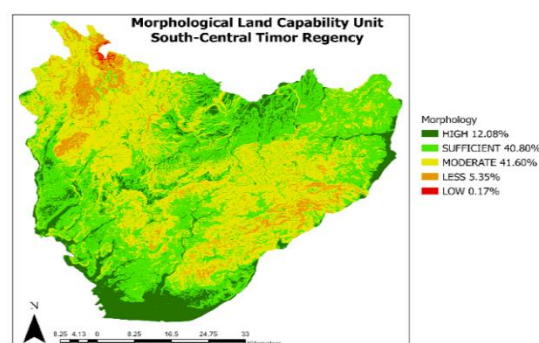 Morphological Land Capability Unit
South-Central Timor Regency
Morphology
HIGH 12.08%
SUFFICIENT 40.80%
MODERATE 41.60%
LESS 5.35%
LOW 0.17%
N
8.25 4.13 0 8.25 16.5 24.75 33